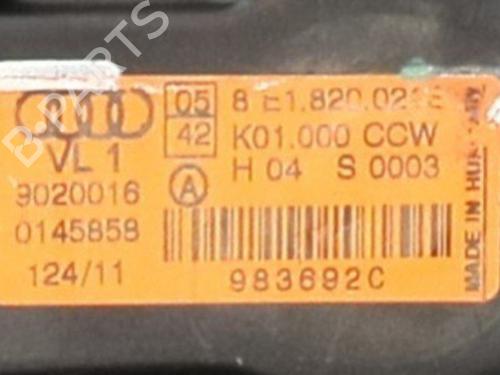 05 8 E1.820.021E
42 K01.000 CCW
VL 1
H 04 S 0003
9020016 A
0145858
124/11
983692C
MADE IN HUNGARY
B-PARTS